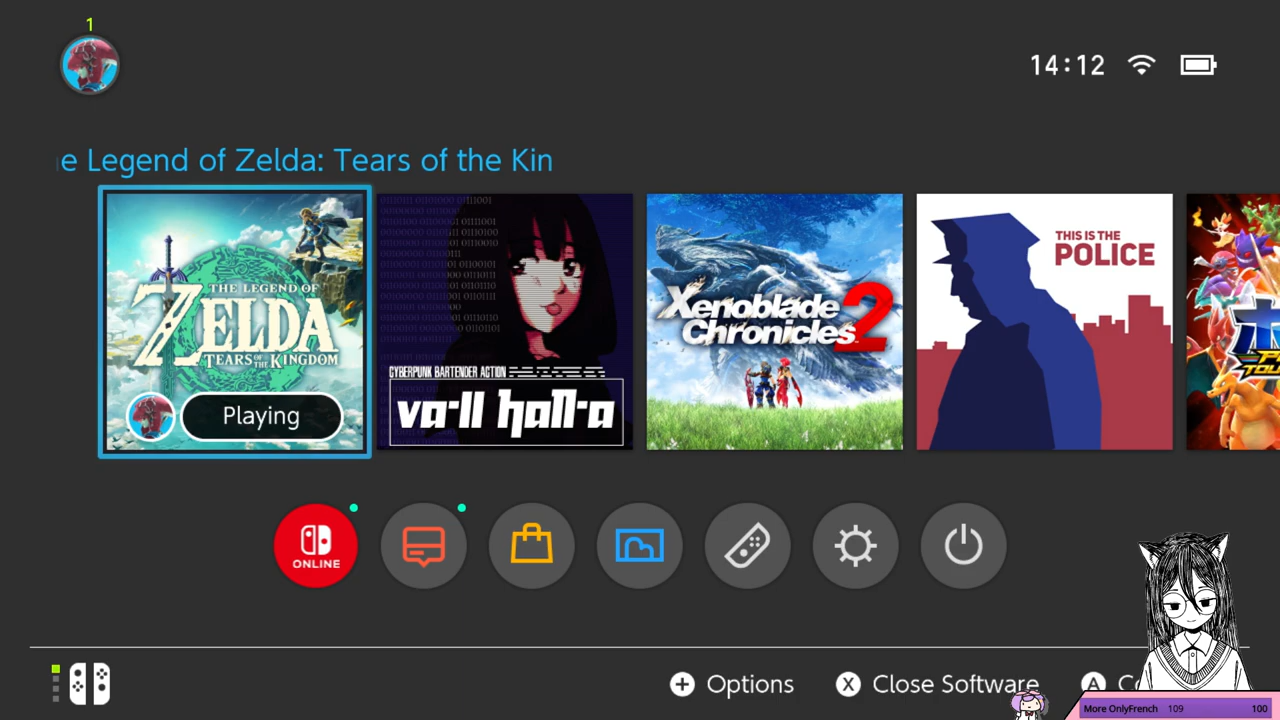 1
14:12
e Legend of Zelda: Tears of the Kin
THE LEGEND OF
ZELDA
TEARS OF THE KINGDOM
Playing
CYBERPUNK BARTENDER ACTION
va-ll hall-a
Xenoblade
Chronicles 2
THIS IS THE
POLICE
ONLINE
Options
Close Software
More OnlyFrench 109 100